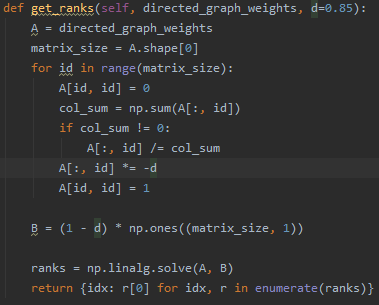 def get_ranks(self, directed_graph_weights, d=0.85):
    A = directed_graph_weights
    matrix_size = A.shape[0]
    for id in range(matrix_size):
        A[id, id] = 0
        col_sum = np.sum(A[:, id])
        if col_sum != 0:
            A[:, id] /= col_sum
        A[:, id] *= -d
        A[id, id] = 1

    B = (1 - d) * np.ones((matrix_size, 1))

    ranks = np.linalg.solve(A, B)
    return {idx: r[0] for idx, r in enumerate(ranks)}